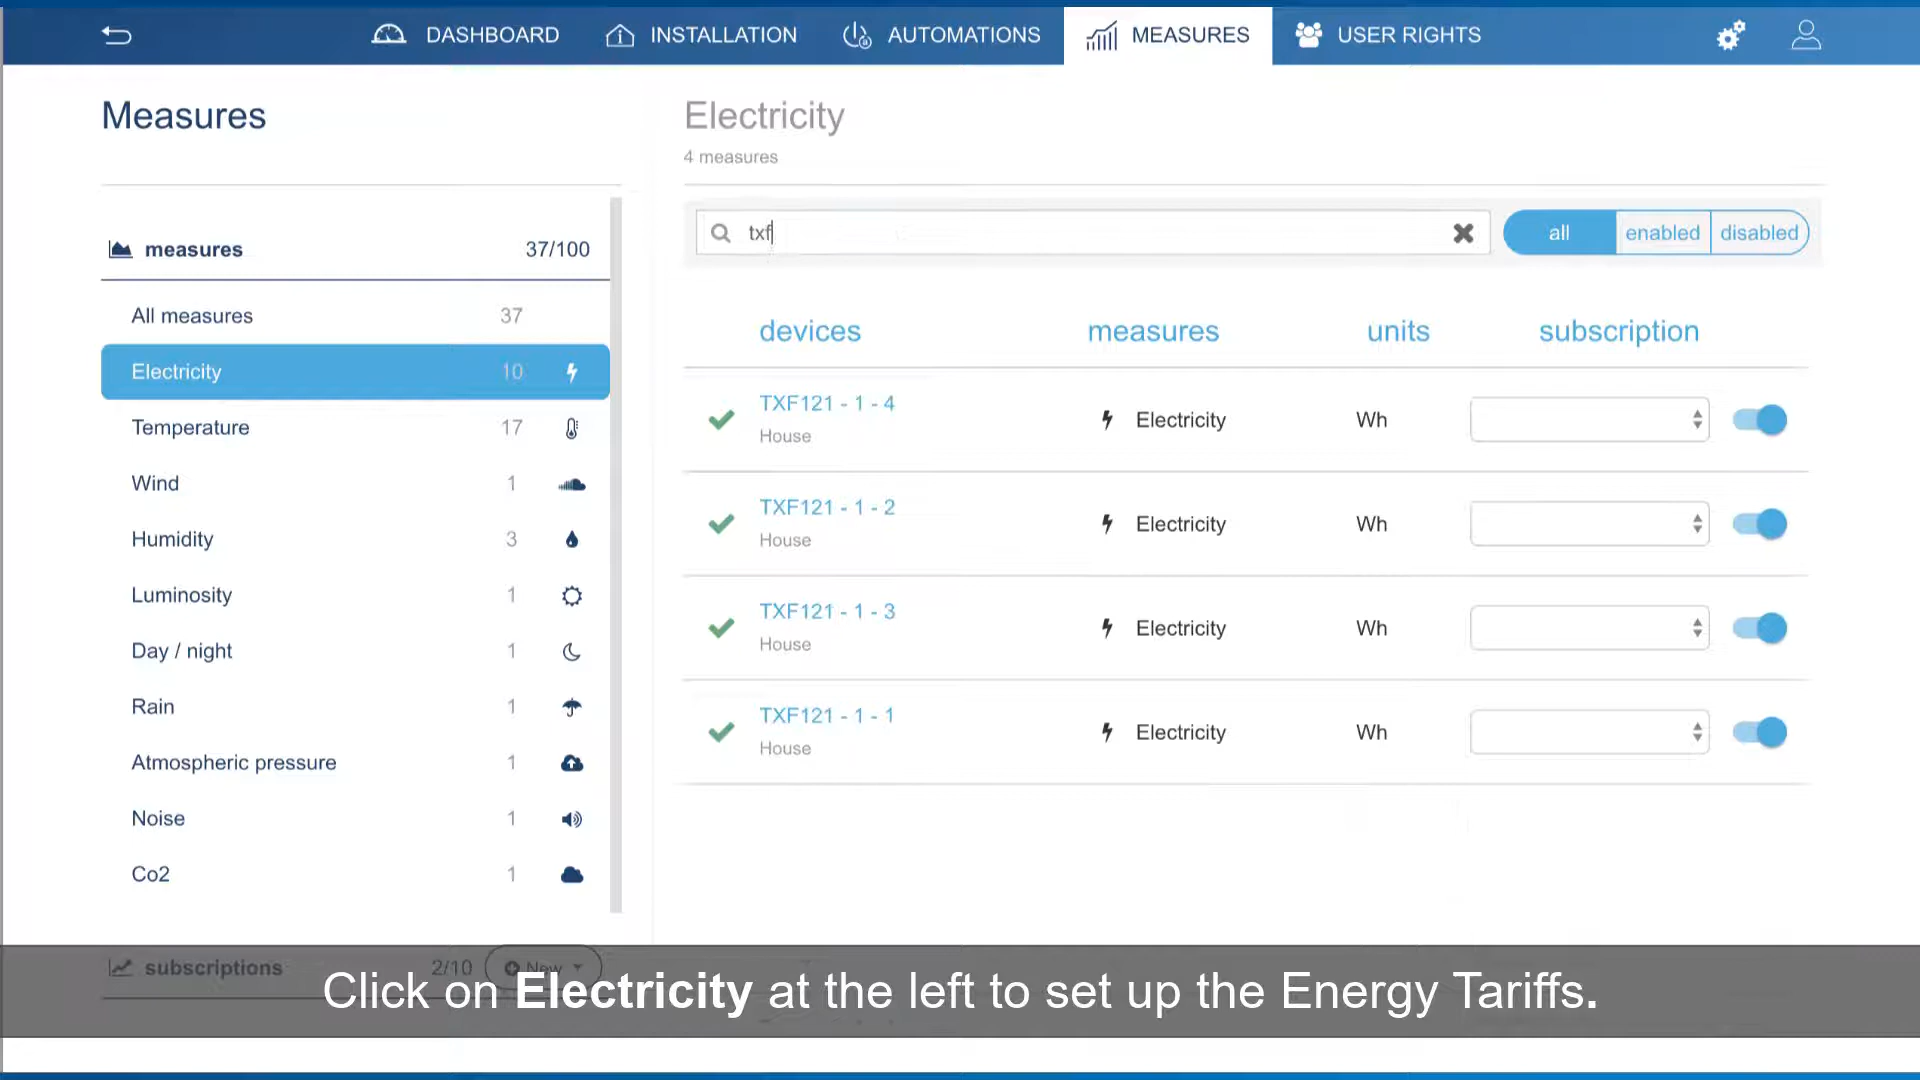 DASHBOARD INSTALLATION AUTOMATIONS MEASURES USER RIGHTS
Measures
measures 37/100
All measures 37
Electricity 10
Temperature 17
Wind 1
Humidity 3
Luminosity 1
Day / night 1
Rain 1
Atmospheric pressure 1
Noise 1
Co2 1
subscriptions 2/10 New
Electricity
4 measures
txf all enabled disabled
devices measures units subscription
TXF121 - 1 - 4
House
Electricity Wh
TXF121 - 1 - 2
House
Electricity Wh
TXF121 - 1 - 3
House
Electricity Wh
TXF121 - 1 - 1
House
Electricity Wh
Click on Electricity at the left to set up the Energy Tariffs.